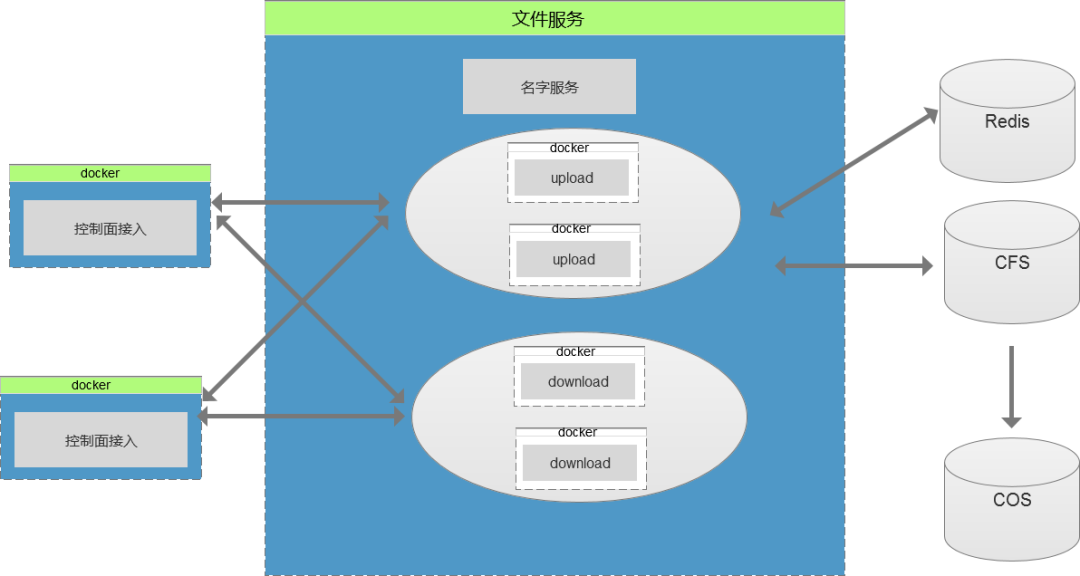 文件服务
名字服务
docker
控制面接入
docker
控制面接入
docker
upload
docker
upload
docker
download
docker
download
Redis
CFS
COS